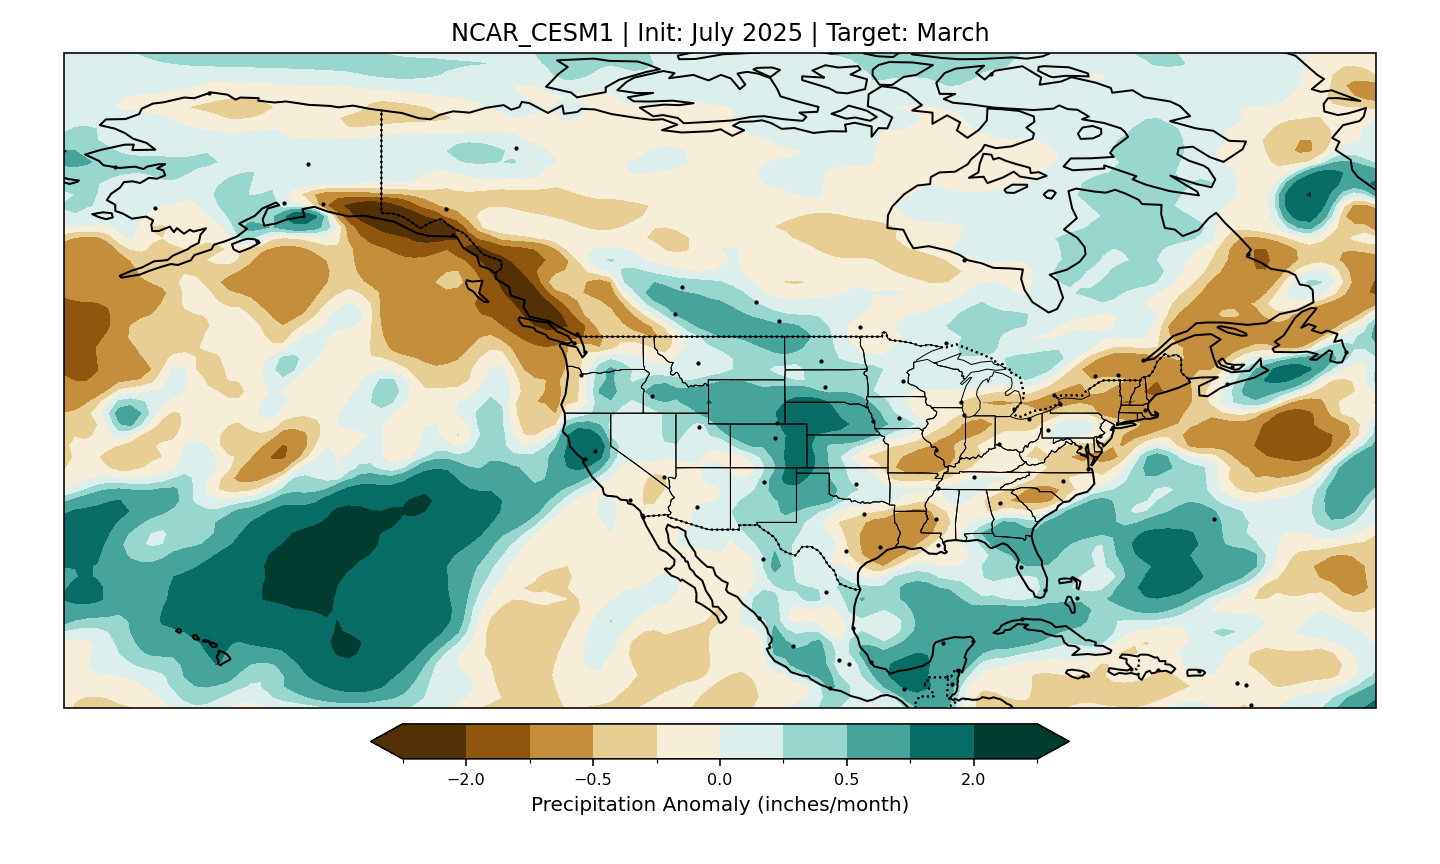 NCAR_CESM1 | Init: July 2025 | Target: March
−2.0 −0.5 0.0 0.5 2.0
Precipitation Anomaly (inches/month)